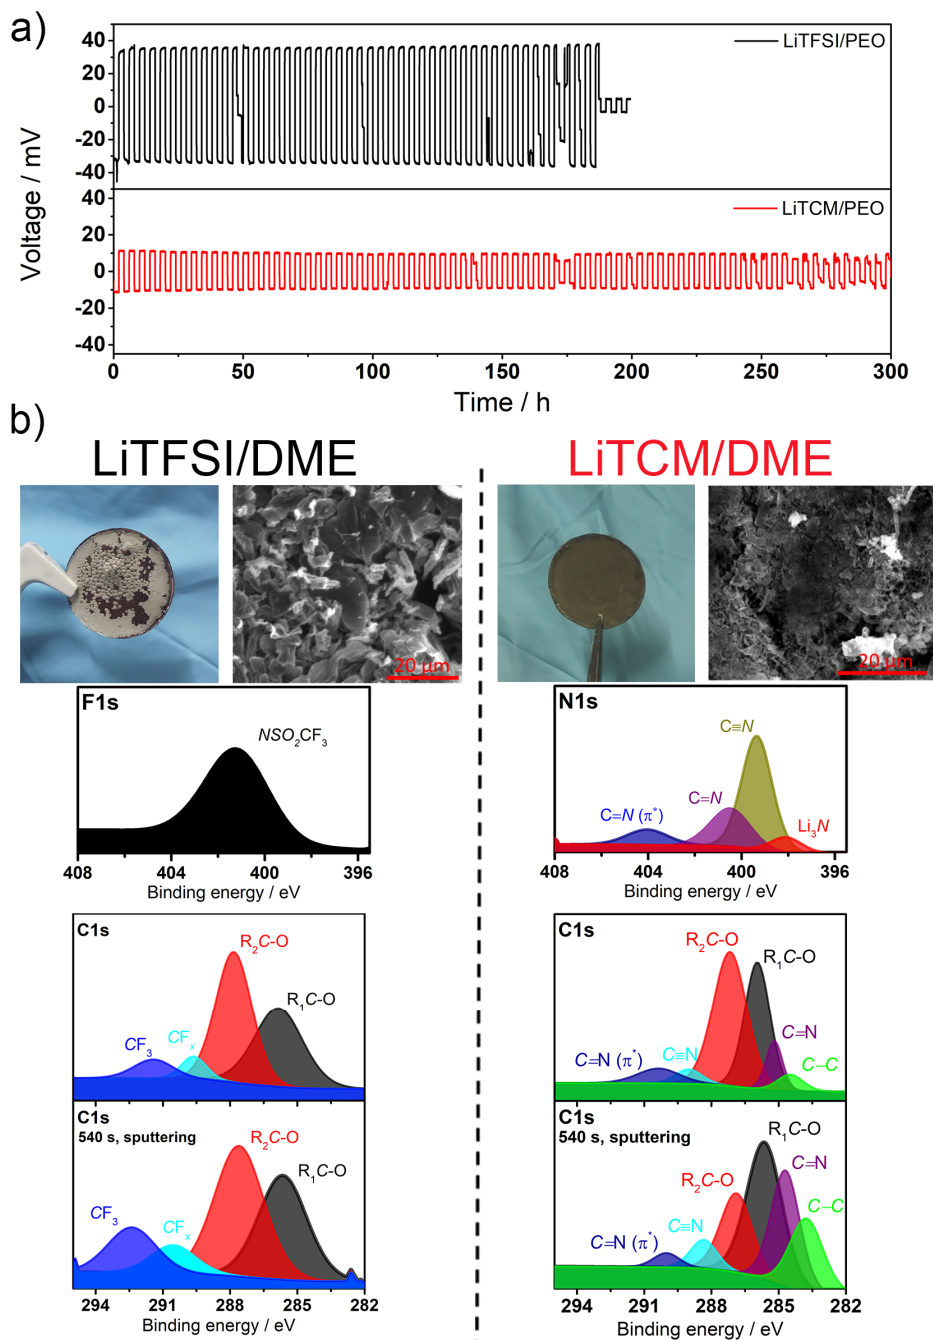 a)
40
20
0
-20
-40
LiTFSI/PEO
40
20
0
-20
-40
LiTCM/PEO
Voltage / mV
0 50 100 150 200 250 300
Time / h
b)
LiTFSI/DME
LiTCM/DME
20 µm
20 µm
F1s
NSO2CF3
408 404 400 396
Binding energy / eV
N1s
C≡N
C=N
C=N (π*)
Li3N
408 404 400 396
Binding energy / eV
C1s
R2C-O
R1C-O
CFx
CF3
C1s
540 s, sputtering
R2C-O
R1C-O
CF3
CFx
294 291 288 285 282
Binding energy / eV
C1s
R2C-O
R1C-O
C=N
C≡N
C=N (π*)
C–C
C1s
540 s, sputtering
R1C-O
C=N
R2C-O
C–C
C≡N
C=N (π*)
294 291 288 285 282
Binding energy / eV